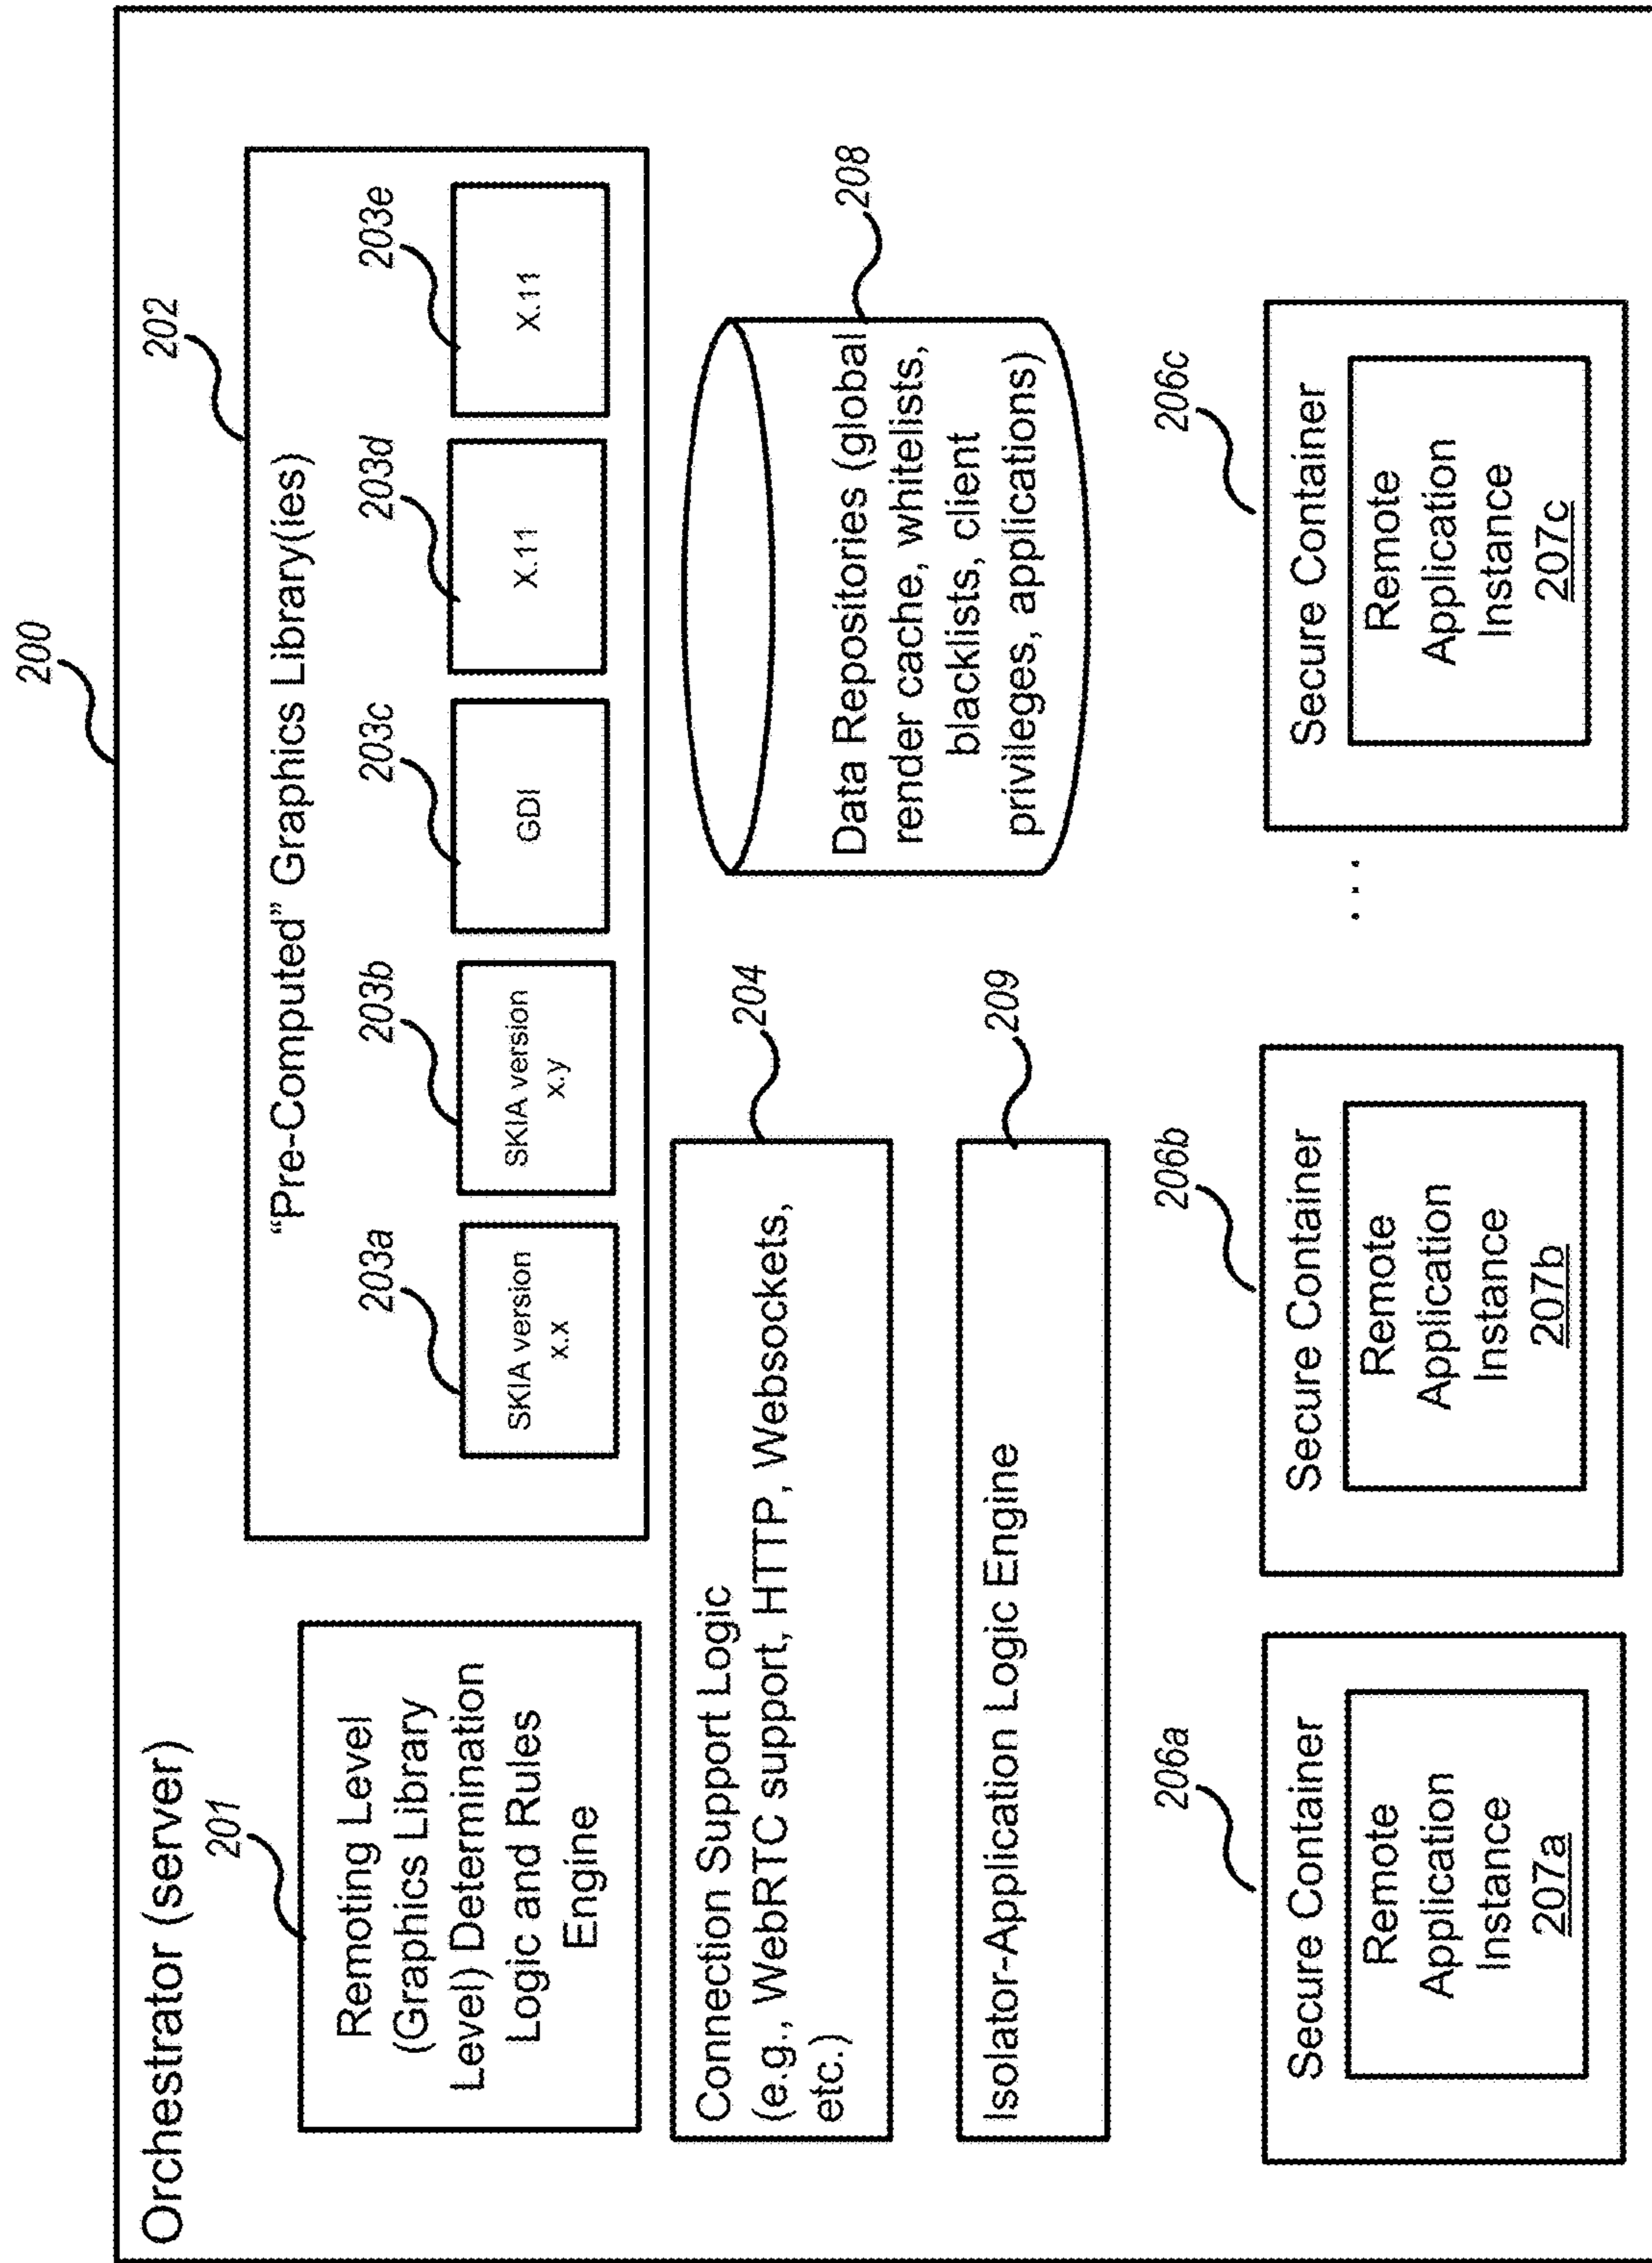 200
Orchestrator (server)
201
Remoting Level
(Graphics Library
Level) Determination
Logic and Rules
Engine
202
“Pre-Computed” Graphics Library(ies)
203a
SKIA version
x.x
203b
SKIA version
x.y
203c
GDI
203d
X.11
203e
X.11
204
Connection Support Logic
(e.g., WebRTC support, HTTP, Websockets,
etc.)
208
Data Repositories (global
render cache, whitelists,
blacklists, client
privileges, applications)
209
Isolator-Application Logic Engine
206a
Secure Container
Remote
Application
Instance
207a
206b
Secure Container
Remote
Application
Instance
207b
. . .
206c
Secure Container
Remote
Application
Instance
207c